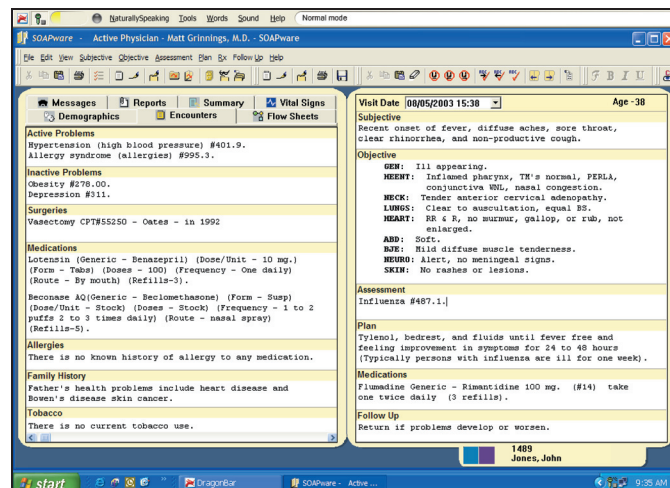 NaturallySpeaking Tools Words Sound Help Normal mode
SOAPware - Active Physician - Matt Grinnings, M.D. - SOAPware
File Edit View Subjective Objective Assessment Plan Rx Follow Up Help
Messages Reports Summary Vital Signs
Demographics Encounters Flow Sheets
Active Problems
Hypertension (high blood pressure) #401.9.
Allergy syndrome (allergies) #995.3.
Inactive Problems
Obesity #278.00.
Depression #311.
Surgeries
Vasectomy CPT#55250 - Oates - in 1992
Medications
Lotensin (Generic - Benazepril) (Dose/Unit - 10 mg.)
(Form - Tabs) (Doses - 100) (Frequency - One daily)
(Route - By mouth) (Refills-3).
Beconase AQ(Generic - Beclomethasone) (Form - Susp)
(Dose/Unit - Stock) (Doses - Stock) (Frequency - 1 to 2
puffs 2 to 3 times daily) (Route - nasal spray)
(Refills-5).
Allergies
There is no known history of allergy to any medication.
Family History
Father's health problems include heart disease and
Bowen's disease skin cancer.
Tobacco
There is no current tobacco use.
Visit Date 08/05/2003 15:38 Age -38
Subjective
Recent onset of fever, diffuse aches, sore throat,
clear rhinorrhea, and non-productive cough.
Objective
GEN: Ill appearing.
HEENT: Inflamed pharynx, TM's normal, PERLA,
conjunctiva WNL, nasal congestion.
NECK: Tender anterior cervical adenopathy.
LUNGS: Clear to auscultation, equal BS.
HEART: RR & R, no murmur, gallop, or rub, not
enlarged.
ABD: Soft.
BJE: Mild diffuse muscle tenderness.
NEURO: Alert, no meningeal signs.
SKIN: No rashes or lesions.
Assessment
Influenza #487.1.
Plan
Tylenol, bedrest, and fluids until fever free and
feeling improvement in symptoms for 24 to 48 hours
(Typically persons with influenza are ill for one week).
Medications
Flumadine Generic - Rimantidine 100 mg. (#14) take
one twice daily (3 refills).
Follow Up
Return if problems develop or worsen.
1489
Jones, John
start DragonBar SOAPware - Active ... 9:35 AM